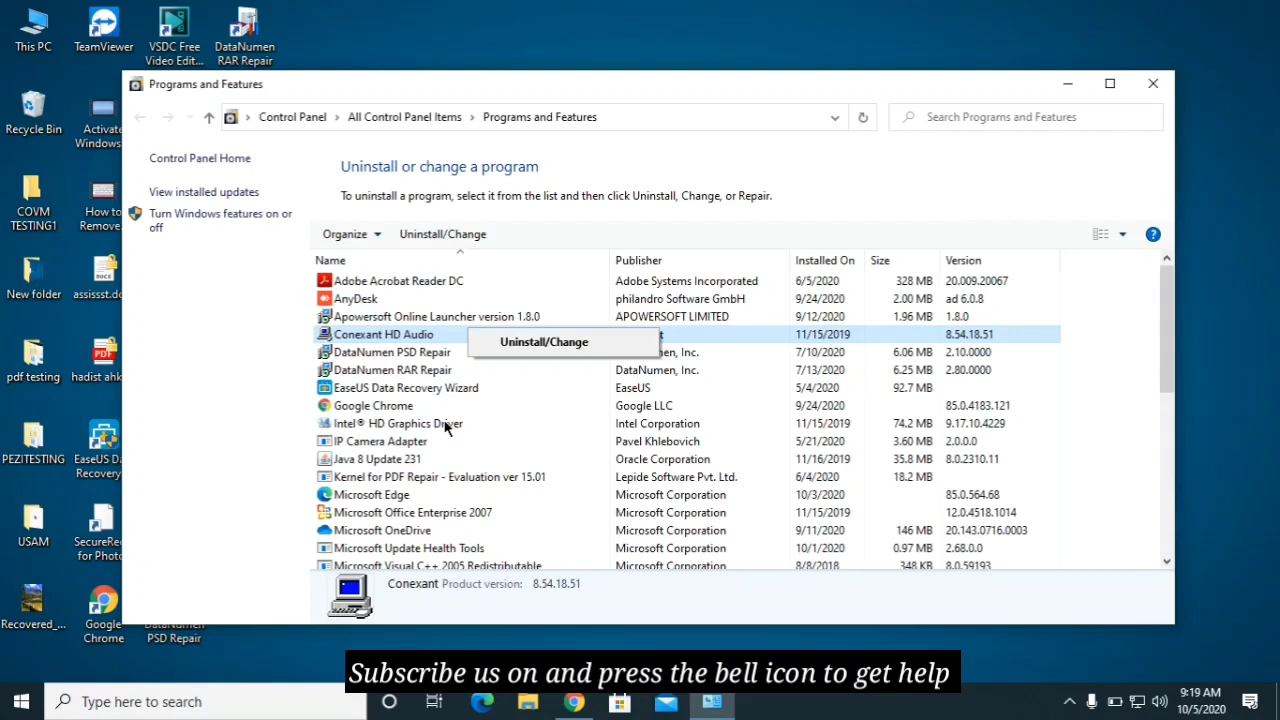 This PC
TeamViewer
VSDC Free
Video Edit...
DataNumen
RAR Repair
Recycle Bin
Activate
Windows
COVM
TESTING1
How to
Remove
New folder
assissst.do
pdf testing
hadist ahk
PEZITESTING
EaseUS Da
Recovery
USAM
SecureRec
for Photo
Recovered_...
Google
Chrome
DataNumen
PSD Repair
Programs and Features
Control Panel › All Control Panel Items › Programs and Features
Search Programs and Features
Control Panel Home
View installed updates
Turn Windows features on or
off
Uninstall or change a program
To uninstall a program, select it from the list and then click Uninstall, Change, or Repair.
Organize Uninstall/Change
Name Publisher Installed On Size Version
Adobe Acrobat Reader DC Adobe Systems Incorporated 6/5/2020 328 MB 20.009.20067
AnyDesk philandro Software GmbH 9/24/2020 2.00 MB ad 6.0.8
Apowersoft Online Launcher version 1.8.0 APOWERSOFT LIMITED 9/12/2020 1.96 MB 1.8.0
Conexant HD Audio 11/15/2019 8.54.18.51
Uninstall/Change
DataNumen PSD Repair men, Inc. 7/10/2020 6.06 MB 2.10.0000
DataNumen RAR Repair DataNumen, Inc. 7/13/2020 6.25 MB 2.80.0000
EaseUS Data Recovery Wizard EaseUS 5/4/2020 92.7 MB
Google Chrome Google LLC 9/24/2020 85.0.4183.121
Intel® HD Graphics Driver Intel Corporation 11/15/2019 74.2 MB 9.17.10.4229
IP Camera Adapter Pavel Khlebovich 5/21/2020 3.60 MB 2.0.0.0
Java 8 Update 231 Oracle Corporation 11/16/2019 35.8 MB 8.0.2310.11
Kernel for PDF Repair - Evaluation ver 15.01 Lepide Software Pvt. Ltd. 6/4/2020 18.2 MB
Microsoft Edge Microsoft Corporation 10/3/2020 85.0.564.68
Microsoft Office Enterprise 2007 Microsoft Corporation 11/15/2019 12.0.4518.1014
Microsoft OneDrive Microsoft Corporation 9/11/2020 146 MB 20.143.0716.0003
Microsoft Update Health Tools Microsoft Corporation 10/1/2020 0.97 MB 2.68.0.0
Microsoft Visual C++ 2005 Redistributable Microsoft Corporation 8/8/2018 348 KB 8.0.59193
Conexant Product version: 8.54.18.51
Subscribe us on and press the bell icon to get help
Type here to search
9:19 AM
10/5/2020